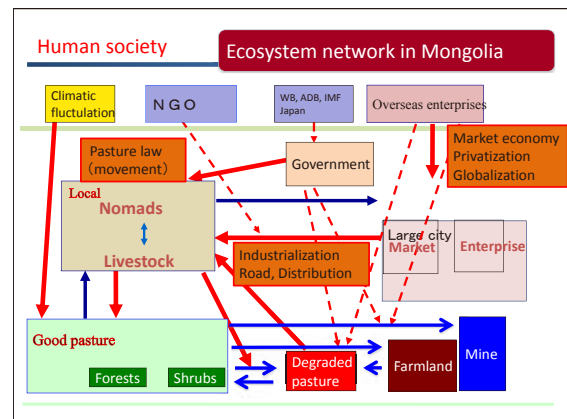 Human society
Ecosystem network in Mongolia
Climatic
fluctulation
ＮＧＯ
WB, ADB, IMF
Japan
Overseas enterprises
Market economy
Privatization
Globalization
Pasture law
（movement）
Government
Local
Nomads
Livestock
Large city
Market
Enterprise
Industrialization
Road, Distribution
Good pasture
Forests
Shrubs
Degraded
pasture
Farmland
Mine